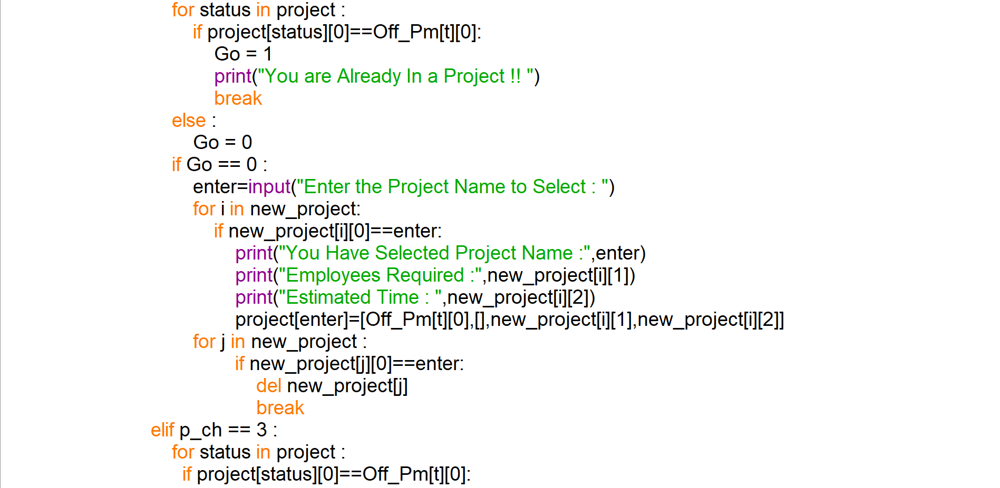 for status in project :
if project[status][0]==Off_Pm[t][0]:
Go = 1
print("You are Already In a Project !! ")
break
else :
Go = 0
if Go == 0 :
enter=input("Enter the Project Name to Select : ")
for i in new_project:
if new_project[i][0]==enter:
print("You Have Selected Project Name :",enter)
print("Employees Required :",new_project[i][1])
print("Estimated Time : ",new_project[i][2])
project[enter]=[Off_Pm[t][0],[],new_project[i][1],new_project[i][2]]
for j in new_project :
if new_project[j][0]==enter:
del new_project[j]
break
elif p_ch == 3 :
for status in project :
if project[status][0]==Off_Pm[t][0]: